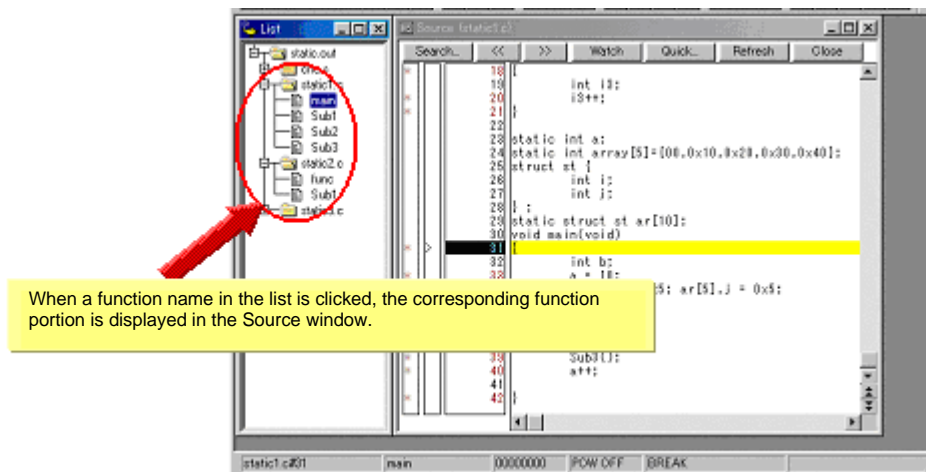 List
Source (static1.c)
Search... << >> Watch Quick... Refresh Close
static.out
static1.c
main
Sub1
Sub2
Sub3
static2.c
func
Sub1
18 {
19 int i3;
20 i3++;
21 }
22
23 static int a;
24 static int array[5]={00,0x10,0x20,0x30,0x40};
25 struct st {
26 int i;
27 int j;
28 } ;
29 static struct st ar[10];
30 void main(void)
31 {
32 int b;
33 a = 10;
5; ar[5].j = 0x5;
When a function name in the list is clicked, the corresponding function
portion is displayed in the Source window.
39 Sub3();
40 a++;
41
42 }
static1.c#31 main 00000000 POW OFF BREAK